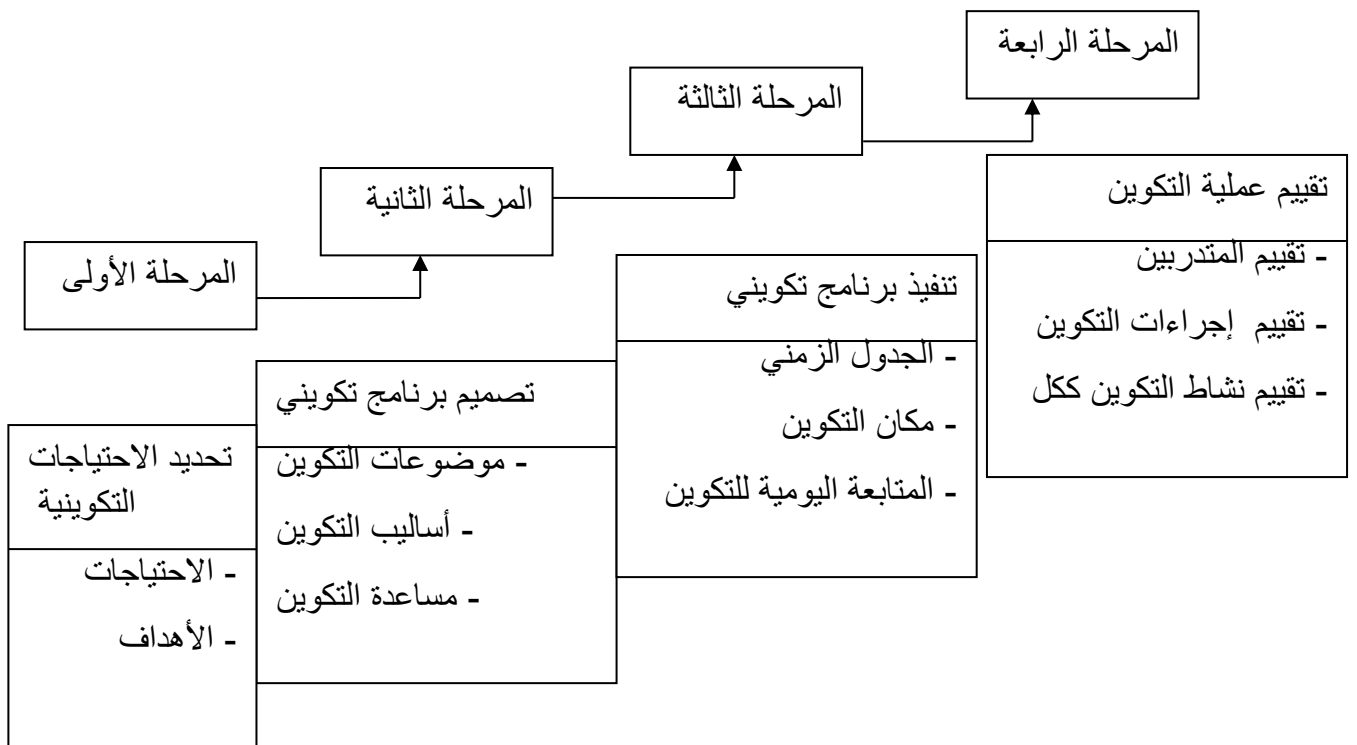 المرحلة الرابعة
المرحلة الثالثة
المرحلة الثانية
المرحلة الأولى
تقييم عملية التكوين
- تقييم المتدربين
- تقييم إجراءات التكوين
- تقييم نشاط التكوين ككل
تنفيذ برنامج تكويني
- الجدول الزمني
- مكان التكوين
- المتابعة اليومية للتكوين
تصميم برنامج تكويني
- موضوعات التكوين
- أساليب التكوين
- مساعدة التكوين
تحديد الاحتياجات
التكوينية
- الاحتياجات
- الأهداف